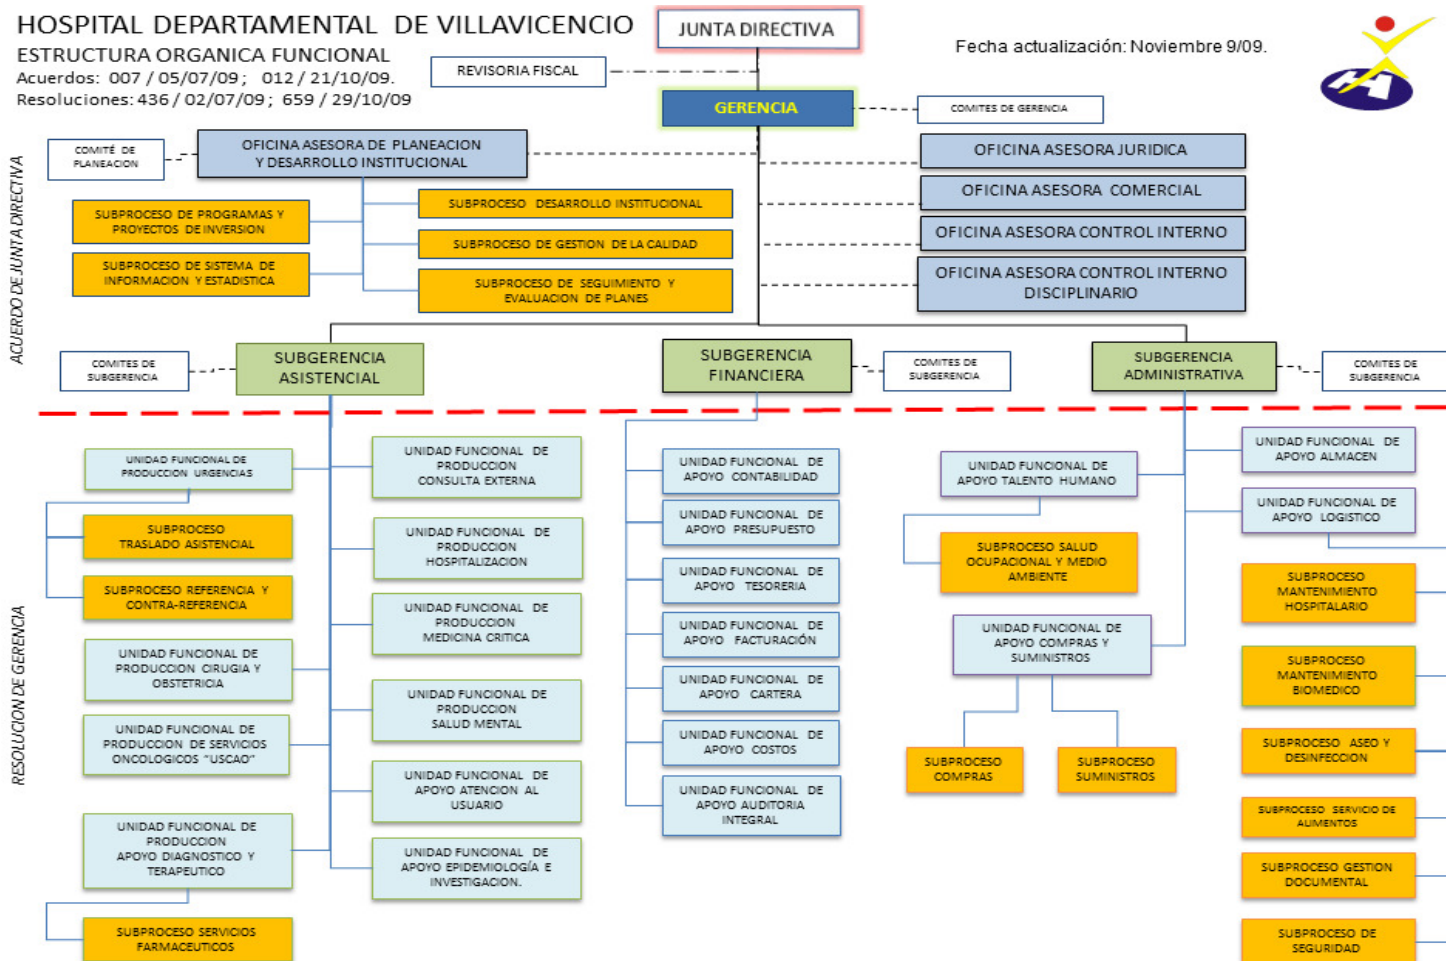 HOSPITAL DEPARTAMENTAL DE VILLAVICENCIO
ESTRUCTURA ORGANICA FUNCIONAL
Acuerdos: 007 / 05/07/09 ; 012 / 21/10/09.
Resoluciones: 436 / 02/07/09 ; 659 / 29/10/09
JUNTA DIRECTIVA
Fecha actualización: Noviembre 9/09.
REVISORIA FISCAL
GERENCIA
COMITES DE GERENCIA
ACUERDO DE JUNTA DIRECTIVA
COMITÉ DE
PLANEACION
OFICINA ASESORA DE PLANEACION
Y DESARROLLO INSTITUCIONAL
OFICINA ASESORA JURIDICA
OFICINA ASESORA COMERCIAL
OFICINA ASESORA CONTROL INTERNO
OFICINA ASESORA CONTROL INTERNO
DISCIPLINARIO
SUBPROCESO DE PROGRAMAS Y
PROYECTOS DE INVERSION
SUBPROCESO DE SISTEMA DE
INFORMACION Y ESTADISTICA
SUBPROCESO DESARROLLO INSTITUCIONAL
SUBPROCESO DE GESTION DE LA CALIDAD
SUBPROCESO DE SEGUIMIENTO Y
EVALUACION DE PLANES
COMITES DE
SUBGERENCIA
SUBGERENCIA
ASISTENCIAL
SUBGERENCIA
FINANCIERA
COMITES DE
SUBGERENCIA
SUBGERENCIA
ADMINISTRATIVA
COMITES DE
SUBGERENCIA
RESOLUCION DE GERENCIA
UNIDAD FUNCIONAL DE
PRODUCCION URGENCIAS
SUBPROCESO
TRASLADO ASISTENCIAL
SUBPROCESO REFERENCIA Y
CONTRA-REFERENCIA
UNIDAD FUNCIONAL DE
PRODUCCION CIRUGIA Y
OBSTETRICIA
UNIDAD FUNCIONAL DE
PRODUCCION DE SERVICIOS
ONCOLOGICOS "USCAO"
UNIDAD FUNCIONAL DE
PRODUCCION
APOYO DIAGNOSTICO Y
TERAPEUTICO
SUBPROCESO SERVICIOS
FARMACEUTICOS
UNIDAD FUNCIONAL DE
PRODUCCION
CONSULTA EXTERNA
UNIDAD FUNCIONAL DE
PRODUCCION
HOSPITALIZACION
UNIDAD FUNCIONAL DE
PRODUCCION
MEDICINA CRITICA
UNIDAD FUNCIONAL DE
PRODUCCION
SALUD MENTAL
UNIDAD FUNCIONAL DE
APOYO ATENCION AL
USUARIO
UNIDAD FUNCIONAL DE
APOYO EPIDEMIOLOGÍA E
INVESTIGACION.
UNIDAD FUNCIONAL DE
APOYO CONTABILIDAD
UNIDAD FUNCIONAL DE
APOYO PRESUPUESTO
UNIDAD FUNCIONAL DE
APOYO TESORERIA
UNIDAD FUNCIONAL DE
APOYO FACTURACIÓN
UNIDAD FUNCIONAL DE
APOYO CARTERA
UNIDAD FUNCIONAL DE
APOYO COSTOS
UNIDAD FUNCIONAL DE
APOYO AUDITORIA
INTEGRAL
UNIDAD FUNCIONAL DE
APOYO TALENTO HUMANO
SUBPROCESO SALUD
OCUPACIONAL Y MEDIO
AMBIENTE
UNIDAD FUNCIONAL DE
APOYO COMPRAS Y
SUMINISTROS
SUBPROCESO
COMPRAS
SUBPROCESO
SUMINISTROS
UNIDAD FUNCIONAL DE
APOYO ALMACEN
UNIDAD FUNCIONAL DE
APOYO LOGISTICO
SUBPROCESO
MANTENIMIENTO
HOSPITALARIO
SUBPROCESO
MANTENIMIENTO
BIOMEDICO
SUBPROCESO ASEO Y
DESINFECCION
SUBPROCESO SERVICIO DE
ALIMENTOS
SUBPROCESO GESTION
DOCUMENTAL
SUBPROCESO DE
SEGURIDAD